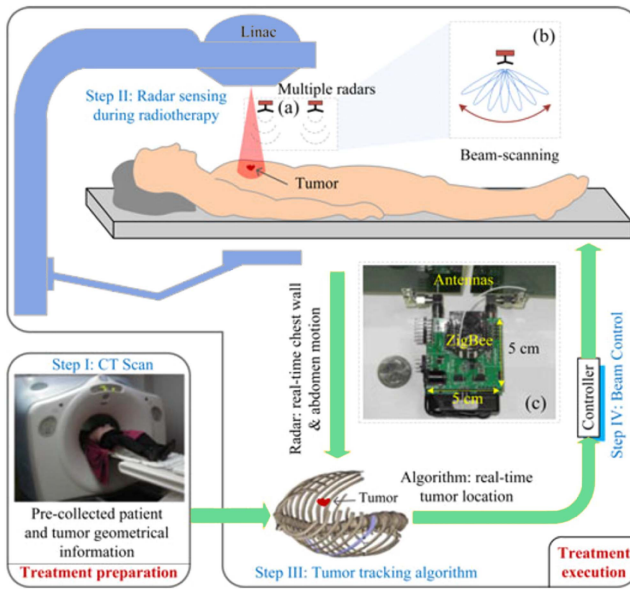 Linac
Step II: Radar sensing
during radiotherapy
Multiple radars
(a)
(b)
Beam-scanning
Tumor
Radar: real-time chest wall
& abdomen motion
Antennas
ZigBee
5 cm
5 cm
(c)
Controller
Step IV: Beam Control
Step I: CT Scan
Pre-collected patient
and tumor geometrical
information
Treatment preparation
Tumor
Algorithm: real-time
tumor location
Step III: Tumor tracking algorithm
Treatment
execution